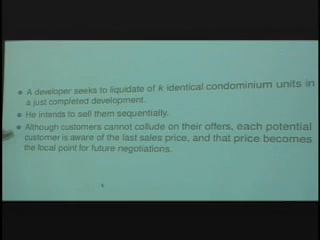 A developer seeks to liquidate of k identical condominium units in
a just completed development.
He intends to sell them sequentially.
Although customers cannot collude on their offers, each potential
customer is aware of the last sales price, and that price becomes
the focal point for future negotiations.